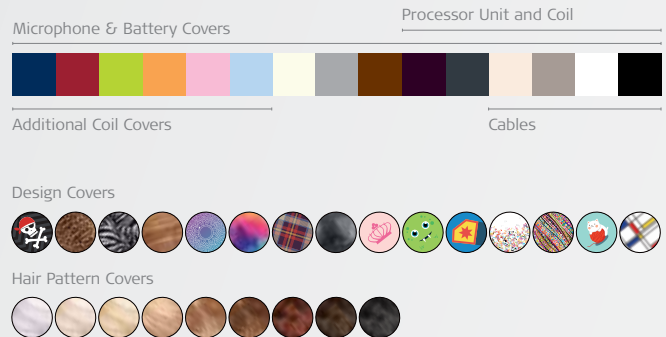 Processor Unit and Coil
Microphone & Battery Covers
Additional Coil Covers
Cables
Design Covers
Hair Pattern Covers